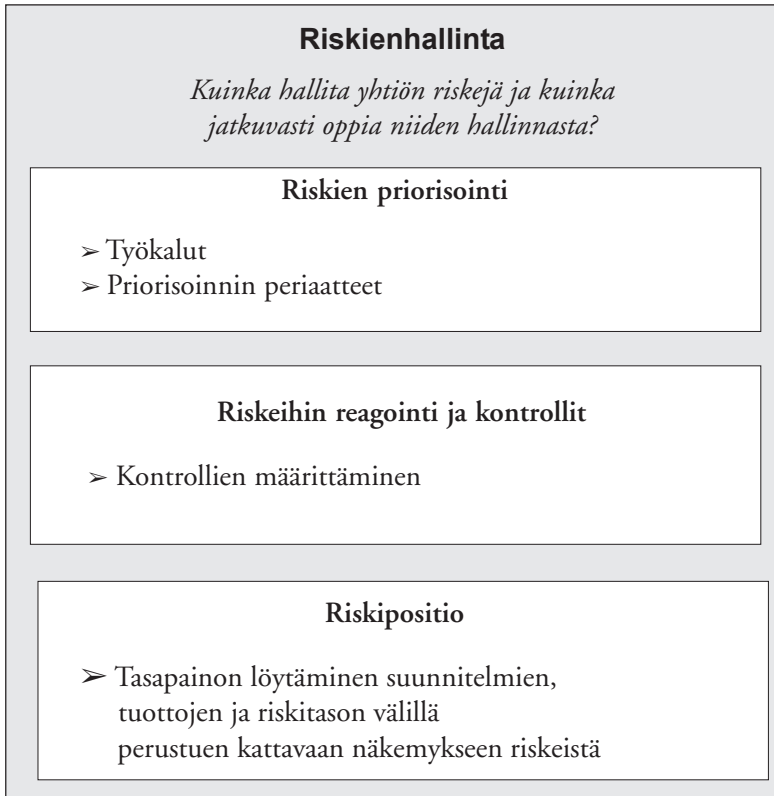 Riskienhallinta
Kuinka hallita yhtiön riskejä ja kuinka
jatkuvasti oppia niiden hallinnasta?
Riskien priorisointi
➢ Työkalut
➢ Priorisoinnin periaatteet
Riskeihin reagointi ja kontrollit
➢ Kontrollien määrittäminen
Riskipositio
➢ Tasapainon löytäminen suunnitelmien,
tuottojen ja riskitason välillä
perustuen kattavaan näkemykseen riskeistä